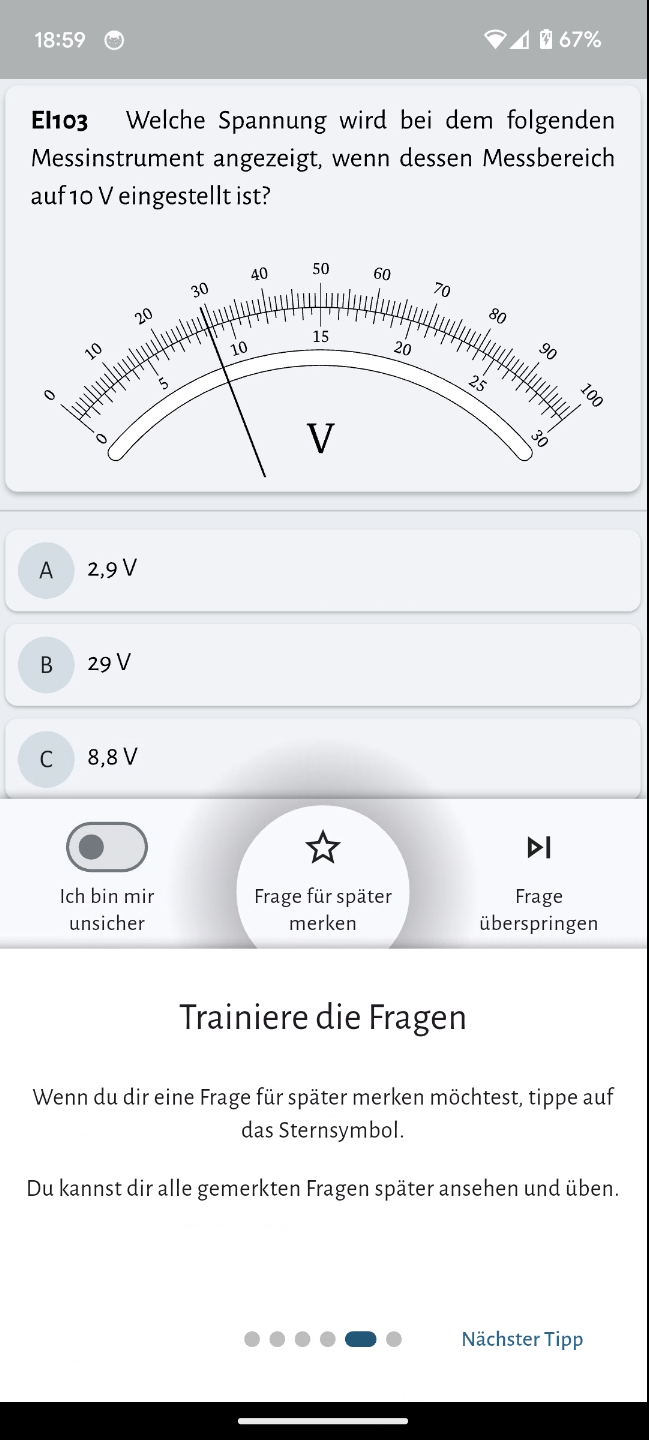 18:59
67%
EI103 Welche Spannung wird bei dem folgenden
Messinstrument angezeigt, wenn dessen Messbereich
auf 10 V eingestellt ist?
0 10 20 30 40 50 60 70 80 90 100
0 5 10 15 20 25 30
V
A 2,9 V
B 29 V
C 8,8 V
Ich bin mir
unsicher
Frage für später
merken
Frage
überspringen
Trainiere die Fragen
Wenn du dir eine Frage für später merken möchtest, tippe auf
das Sternsymbol.
Du kannst dir alle gemerkten Fragen später ansehen und üben.
Nächster Tipp